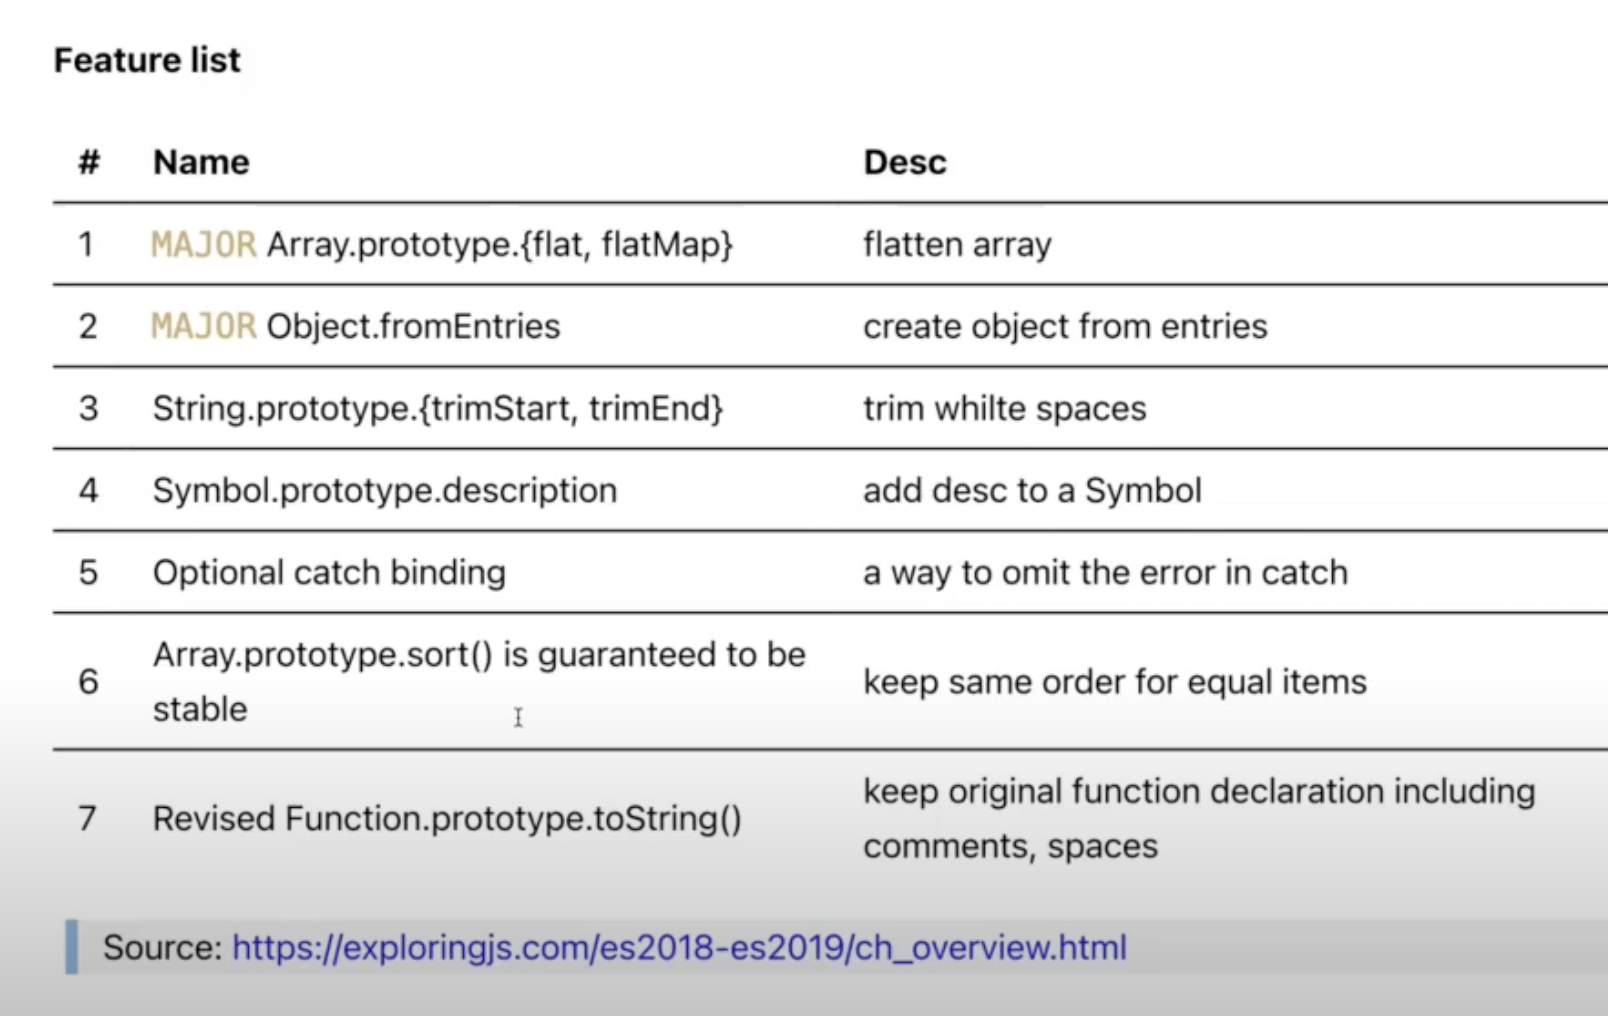 Feature list
# Name Desc
1 MAJOR Array.prototype.{flat, flatMap} flatten array
2 MAJOR Object.fromEntries create object from entries
3 String.prototype.{trimStart, trimEnd} trim whilte spaces
4 Symbol.prototype.description add desc to a Symbol
5 Optional catch binding a way to omit the error in catch
6 Array.prototype.sort() is guaranteed to be
stable keep same order for equal items
7 Revised Function.prototype.toString() keep original function declaration including
comments, spaces
Source: https://exploringjs.com/es2018-es2019/ch_overview.html